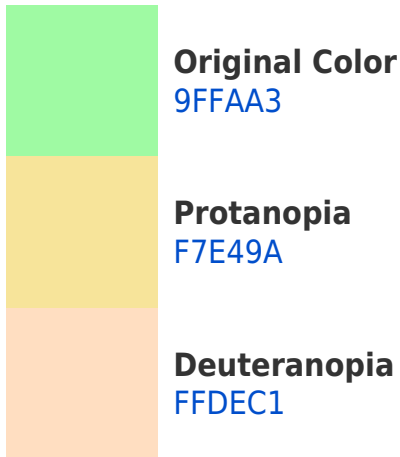 Original Color
9FFAA3
Protanopia
F7E49A
Deuteranopia
FFDEC1